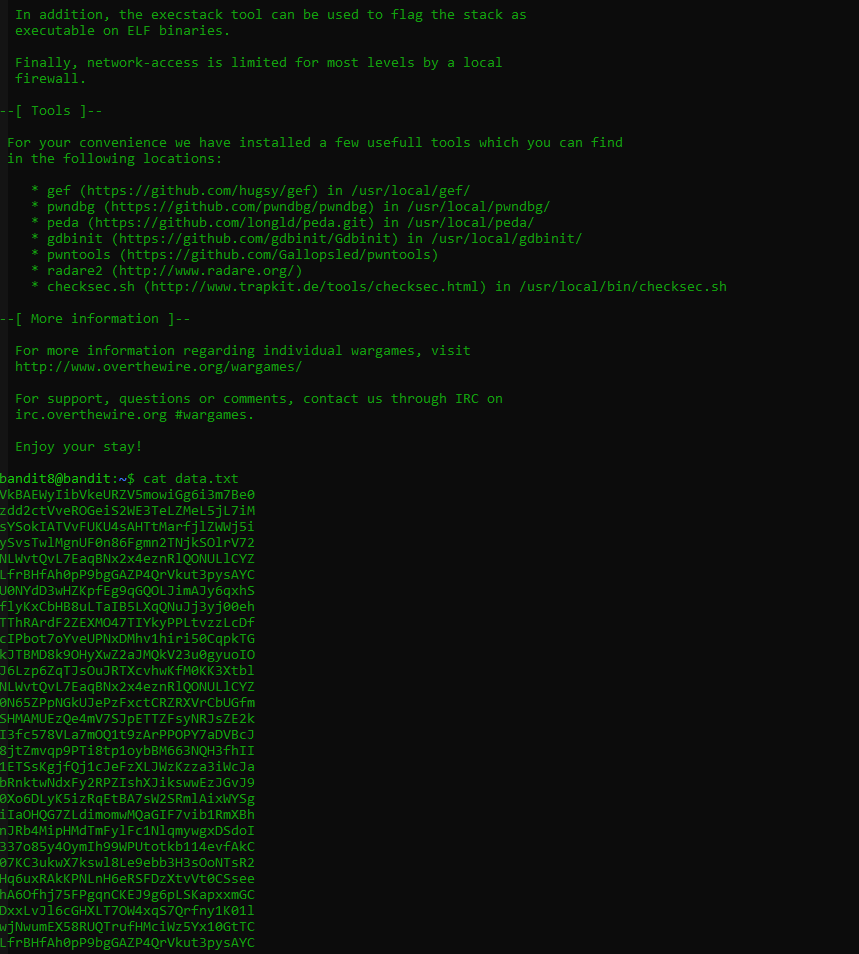 In addition, the execstack tool can be used to flag the stack as
executable on ELF binaries.
Finally, network-access is limited for most levels by a local
firewall.
--[ Tools ]--
For your convenience we have installed a few usefull tools which you can find
in the following locations:
* gef (https://github.com/hugsy/gef) in /usr/local/gef/
* pwndbg (https://github.com/pwndbg/pwndbg) in /usr/local/pwndbg/
* peda (https://github.com/longld/peda.git) in /usr/local/peda/
* gdbinit (https://github.com/gdbinit/Gdbinit) in /usr/local/gdbinit/
* pwntools (https://github.com/Gallopsled/pwntools)
* radare2 (http://www.radare.org/)
* checksec.sh (http://www.trapkit.de/tools/checksec.html) in /usr/local/bin/checksec.sh
--[ More information ]--
For more information regarding individual wargames, visit
http://www.overthewire.org/wargames/
For support, questions or comments, contact us through IRC on
irc.overthewire.org #wargames.
Enjoy your stay!
bandit8@bandit:~$ cat data.txt
VkBAEWyIibVkeURZV5mowiGg6i3m7Be0
zdd2ctVveROGeiS2WE3TeLZMeL5jL7iM
sYSokIATVvFUKU4sAHTtMarfjlZWWj5i
ySvsTwlMgnUF0n86Fgmn2TNjkSOlrV72
NLWvtQvL7EaqBNx2x4eznRlQONULlCYZ
LfrBHfAh0pP9bgGAZP4QrVkut3pysAYC
U0NYdD3wHZKpfEg9qGQOLJimAJy6qxhS
flyKxCbHB8uLTaIB5LXqQNuJj3yj00eh
TThRArdF2ZEXMO47TIYkyPPLtvzzLcDf
cIPbot7oYveUPNxDMhv1hiri50CqpkTG
kJTBMD8k9OHyXwZ2aJMQkV23u0gyuoIO
J6Lzp6ZqTJsOuJRTXcvhwKfM0KK3Xtbl
NLWvtQvL7EaqBNx2x4eznRlQONULlCYZ
0N65ZPpNGkUJePzFxctCRZRXVrCbUGfm
SHMAMUEzQe4mV7SJpETTZFsyNRJsZE2k
I3fc578VLa7mOQ1t9zArPPOPY7aDVBcJ
8jtZmvqp9PTi8tp1oybBM663NQH3fhII
1ETSsKgjfQj1cJeFzXLJWzKzza3iWcJa
bRnktwNdxFy2RPZIshXJikswwEzJGvJ9
0Xo6DLyK5izRqEtBA7sW2SRmlAixWYSg
iIaOHQG7ZLdimomwMQaGIF7vib1RmXBh
nJRb4MipHMdTmFylFc1NlqmywgxDSdoI
337o85y4OymIh99WPUtotkb114evfAkC
07KC3ukwX7kswl8Le9ebb3H3sOoNTsR2
Hq6uxRAkKPNLnH6eRSFDzXtvVt0CSsee
hA6Ofhj75FPgqnCKEJ9g6pLSKapxxmGC
DxxLvJl6cGHXLT7OW4xqS7Qrfny1K01l
wjNwumEX58RUQTrufHMciWz5Yx10GtTC
LfrBHfAh0pP9bgGAZP4QrVkut3pysAYC